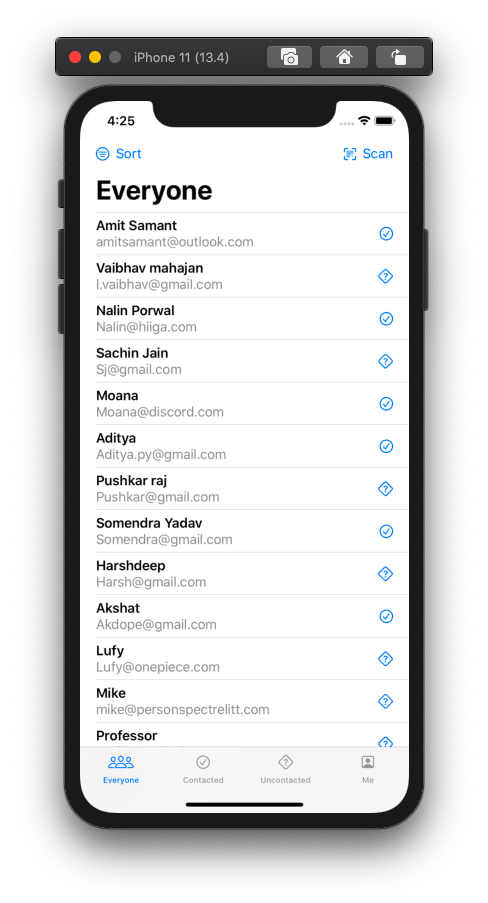 iPhone 11 (13.4)
4:25
Sort
Scan
Everyone
Amit Samant
amitsamant@outlook.com
Vaibhav mahajan
I.vaibhav@gmail.com
Nalin Porwal
Nalin@hiiga.com
Sachin Jain
Sj@gmail.com
Moana
Moana@discord.com
Aditya
Aditya.py@gmail.com
Pushkar raj
Pushkar@gmail.com
Somendra Yadav
Somendra@gmail.com
Harshdeep
Harsh@gmail.com
Akshat
Akdope@gmail.com
Lufy
Lufy@onepiece.com
Mike
mike@personspectrelitt.com
Professor
Everyone
Contacted
Uncontacted
Me